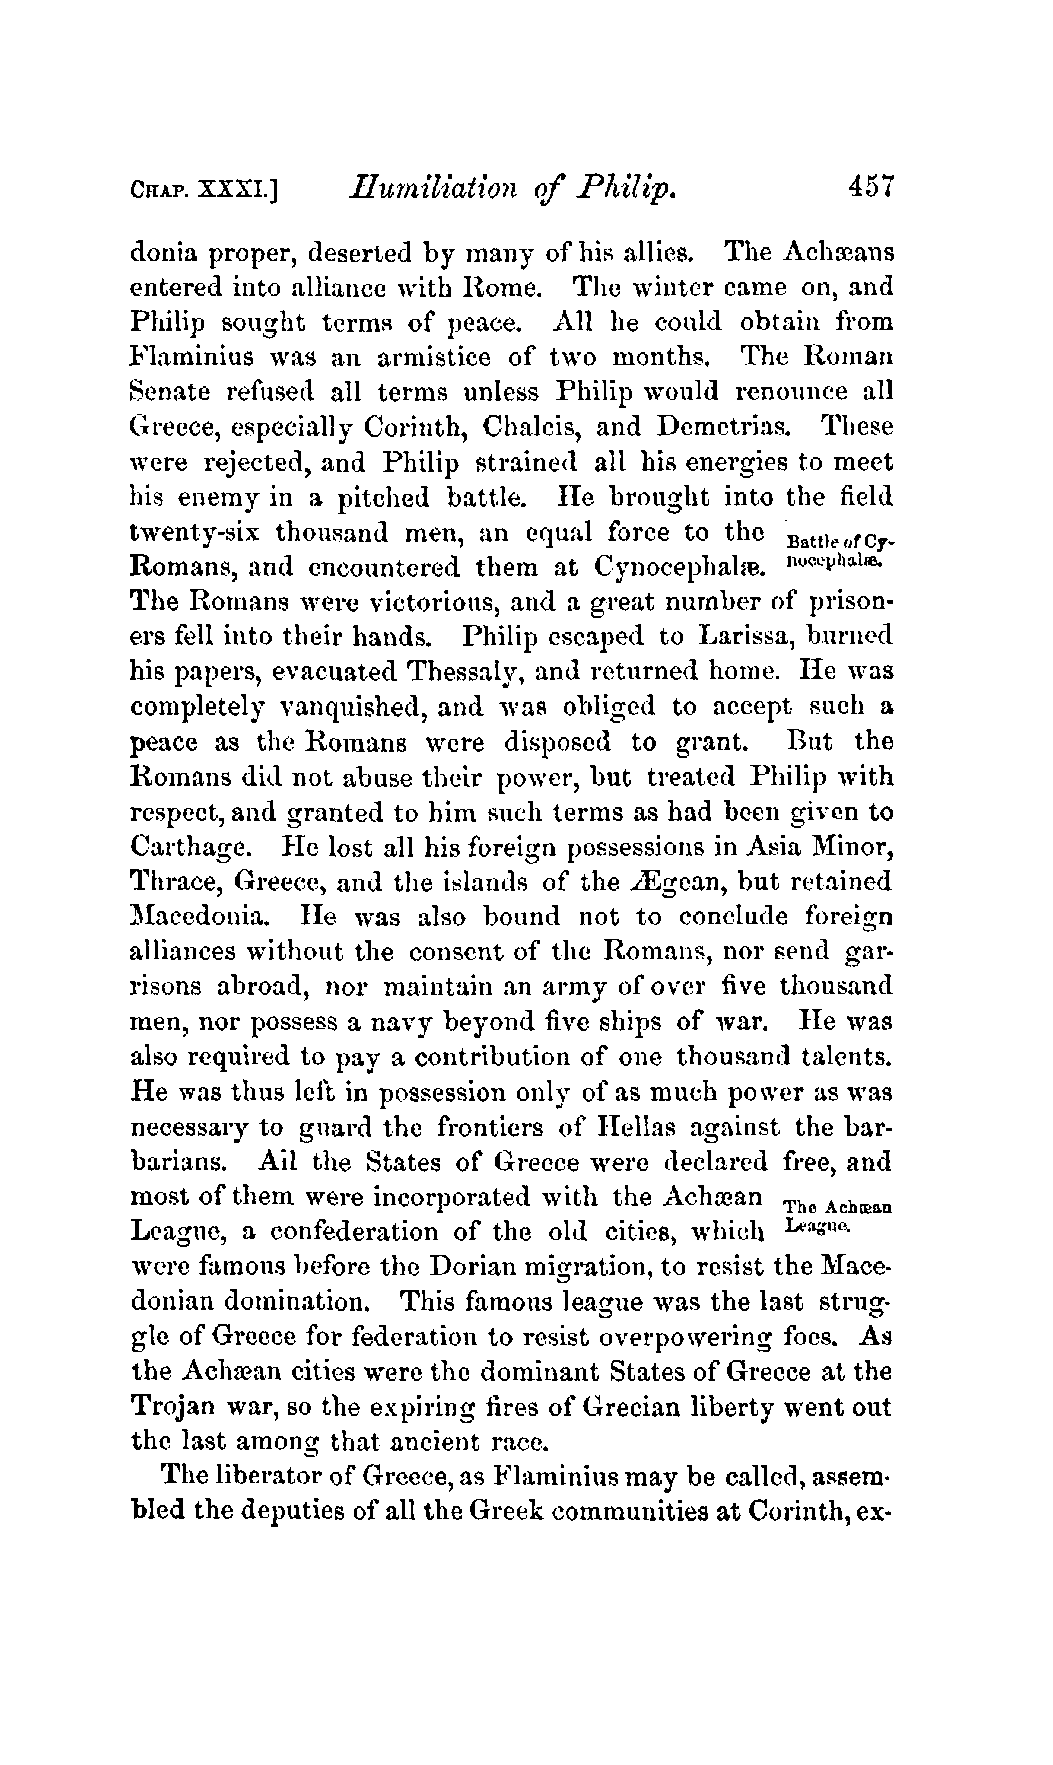 CHAP. XXXI.] Humiliation of Philip. 457
donia proper, deserted by many of his allies. The Achæans
entered into alliance with Rome. The winter came on, and
Philip sought terms of peace. All he could obtain from
Flaminius was an armistice of two months. The Roman
Senate refused all terms unless Philip would renounce all
Greece, especially Corinth, Chalcis, and Demetrias. These
were rejected, and Philip strained all his energies to meet
his enemy in a pitched battle. He brought into the field
twenty-six thousand men, an equal force to the
Battle of Cy-
Romans, and encountered them at Cynocephalæ.
nocephalæ.
The Romans were victorious, and a great number of prison-
ers fell into their hands. Philip escaped to Larissa, burned
his papers, evacuated Thessaly, and returned home. He was
completely vanquished, and was obliged to accept such a
peace as the Romans were disposed to grant. But the
Romans did not abuse their power, but treated Philip with
respect, and granted to him such terms as had been given to
Carthage. He lost all his foreign possessions in Asia Minor,
Thrace, Greece, and the islands of the Ægean, but retained
Macedonia. He was also bound not to conclude foreign
alliances without the consent of the Romans, nor send gar-
risons abroad, nor maintain an army of over five thousand
men, nor possess a navy beyond five ships of war. He was
also required to pay a contribution of one thousand talents.
He was thus left in possession only of as much power as was
necessary to guard the frontiers of Hellas against the bar-
barians. All the States of Greece were declared free, and
most of them were incorporated with the Achæan
The Achæan
League, a confederation of the old cities, which
League.
were famous before the Dorian migration, to resist the Mace-
donian domination. This famous league was the last strug-
gle of Greece for federation to resist overpowering foes. As
the Achæan cities were the dominant States of Greece at the
Trojan war, so the expiring fires of Grecian liberty went out
the last among that ancient race.
The liberator of Greece, as Flaminius may be called, assem-
bled the deputies of all the Greek communities at Corinth, ex-